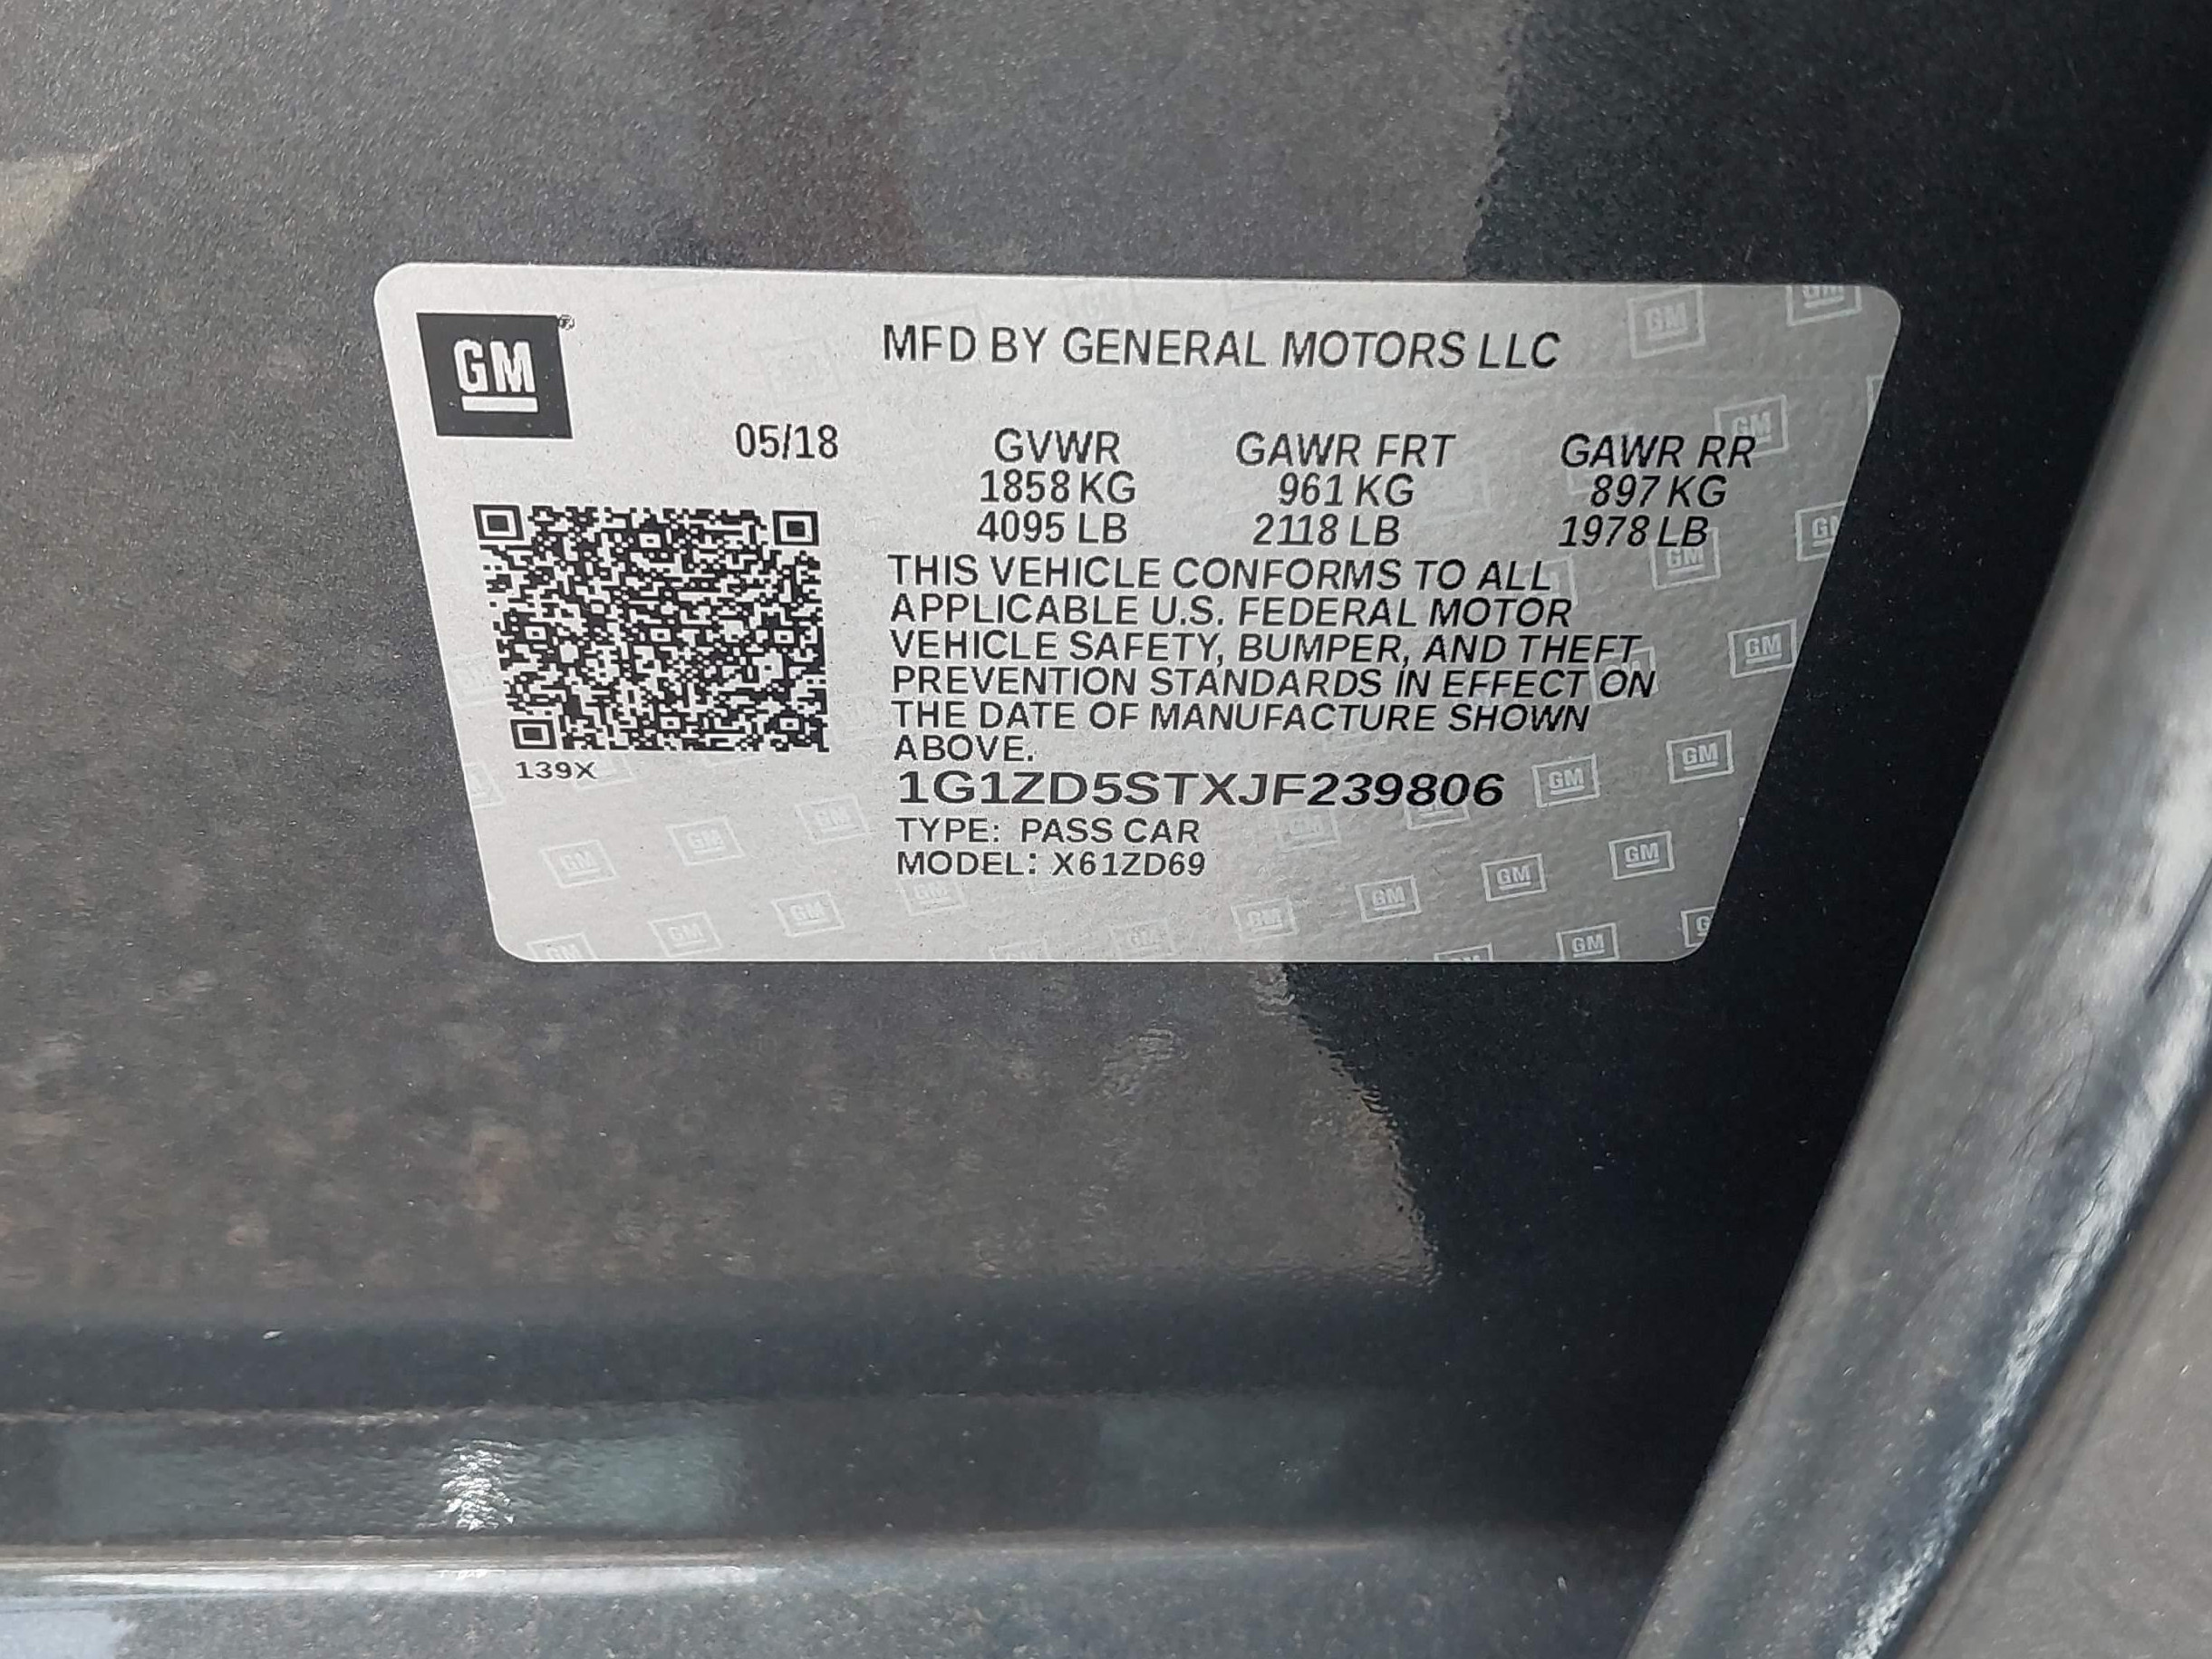 GM
MFD BY GENERAL MOTORS LLC
05/18 GVWR GAWR FRT GAWR RR
1858 KG 961 KG 897 KG
4095 LB 2118 LB 1978 LB
THIS VEHICLE CONFORMS TO ALL
APPLICABLE U.S. FEDERAL MOTOR
VEHICLE SAFETY, BUMPER, AND THEFT
PREVENTION STANDARDS IN EFFECT ON
THE DATE OF MANUFACTURE SHOWN
ABOVE.
139X
1G1ZD5STXJF239806
TYPE: PASS CAR
MODEL: X61ZD69